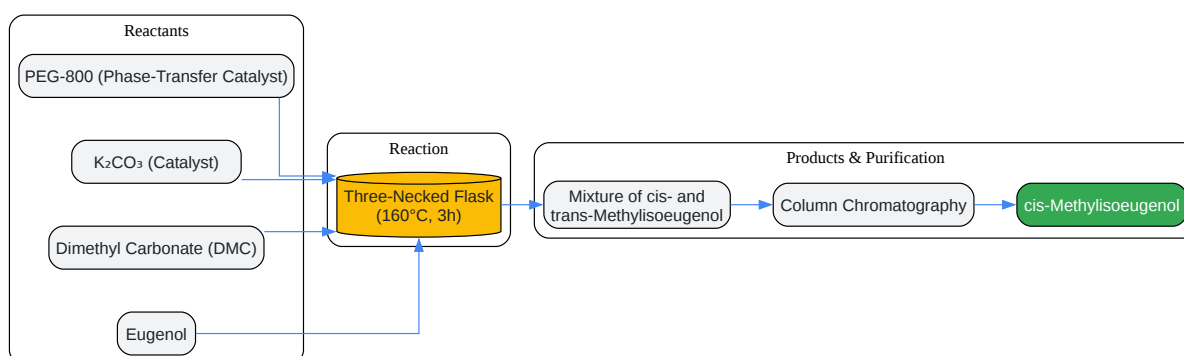 Reactants
PEG-800 (Phase-Transfer Catalyst)
K₂CO₃ (Catalyst)
Dimethyl Carbonate (DMC)
Eugenol
Reaction
Three-Necked Flask
(160°C, 3h)
Products & Purification
Mixture of cis- and
trans-Methylisoeugenol
Column Chromatography
cis-Methylisoeugenol